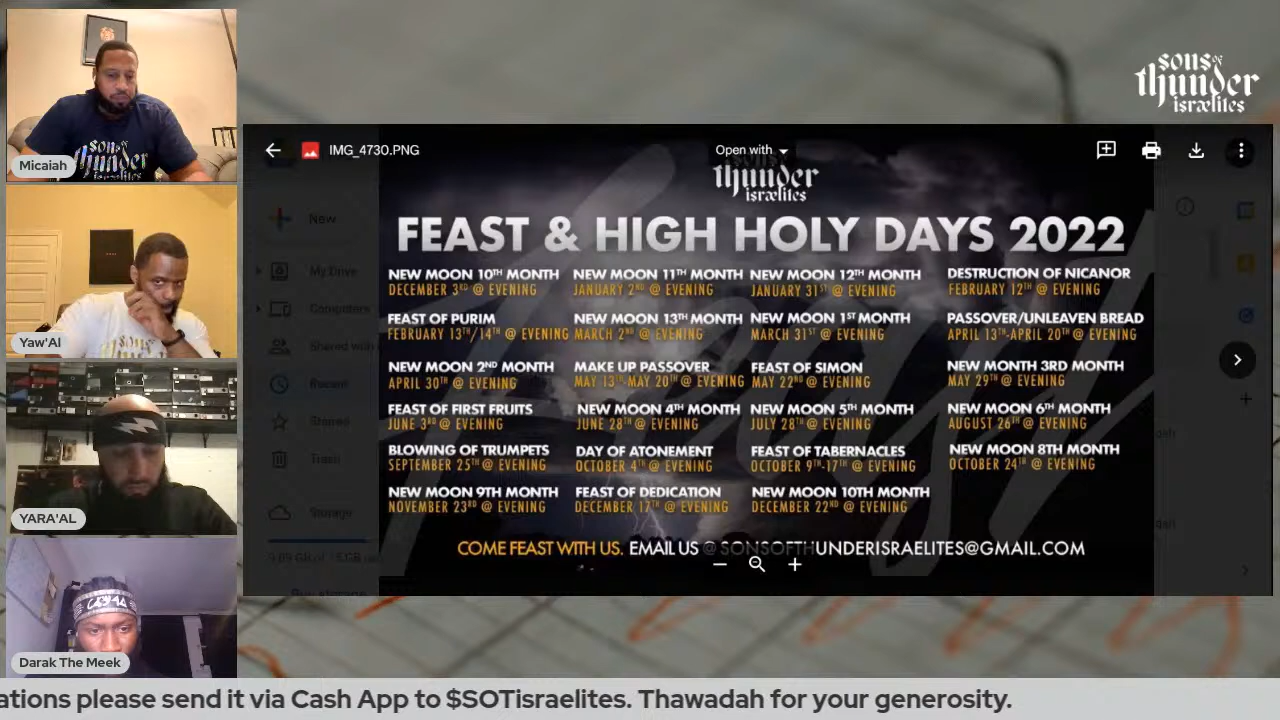 Micaiah
Yaw'Al
YARA'AL
Darak The Meek
sons of
thunder
israelites
IMG_4730.PNG
Open with
thunder
israelites
FEAST & HIGH HOLY DAYS 2022
NEW MOON 10TH MONTH
DECEMBER 3RD @ EVENING
NEW MOON 11TH MONTH
JANUARY 2ND @ EVENING
NEW MOON 12TH MONTH
JANUARY 31ST @ EVENING
DESTRUCTION OF NICANOR
FEBRUARY 12TH @ EVENING
FEAST OF PURIM
FEBRUARY 13TH/14TH @ EVENING
NEW MOON 13TH MONTH
MARCH 2ND @ EVENING
NEW MOON 1ST MONTH
MARCH 31ST @ EVENING
PASSOVER/UNLEAVEN BREAD
APRIL 13TH-APRIL 20TH @ EVENING
NEW MOON 2ND MONTH
APRIL 30TH @ EVENING
MAKE UP PASSOVER
MAY 13TH-MAY 20TH @ EVENING
FEAST OF SIMON
MAY 22ND @ EVENING
NEW MONTH 3RD MONTH
MAY 29TH @ EVENING
FEAST OF FIRST FRUITS
JUNE 3RD @ EVENING
NEW MOON 4TH MONTH
JUNE 28TH @ EVENING
NEW MOON 5TH MONTH
JULY 28TH @ EVENING
NEW MOON 6TH MONTH
AUGUST 26TH @ EVENING
BLOWING OF TRUMPETS
SEPTEMBER 25TH @ EVENING
DAY OF ATONEMENT
OCTOBER 4TH @ EVENING
FEAST OF TABERNACLES
OCTOBER 9TH-17TH @ EVENING
NEW MOON 8TH MONTH
OCTOBER 24TH @ EVENING
NEW MOON 9TH MONTH
NOVEMBER 23RD @ EVENING
FEAST OF DEDICATION
DECEMBER 17TH @ EVENING
NEW MOON 10TH MONTH
DECEMBER 22ND @ EVENING
COME FEAST WITH US. EMAIL US @ SONSOFTHUNDERISRAELITES@GMAIL.COM
New
My Drive
Computers
Shared with
Recent
Starred
Trash
Storage
ations please send it via Cash App to $SOTisraelites. Thawadah for your generosity.